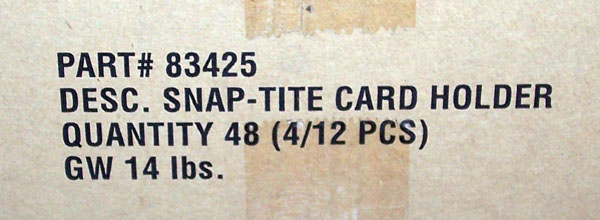 PART# 83425
DESC. SNAP-TITE CARD HOLDER
QUANTITY 48 (4/12 PCS)
GW 14 lbs.